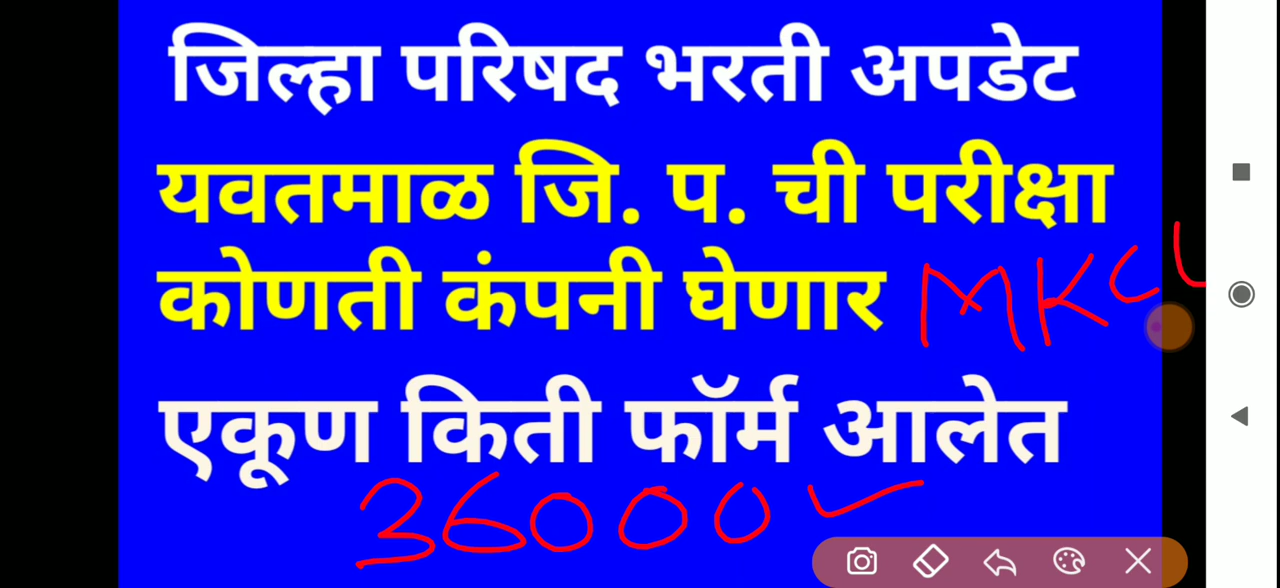 जिल्हा परिषद भरती अपडेट
यवतमाळ जि. प. ची परीक्षा
कोणती कंपनी घेणार MKCL
एकूण किती फॉर्म आलेत
36000